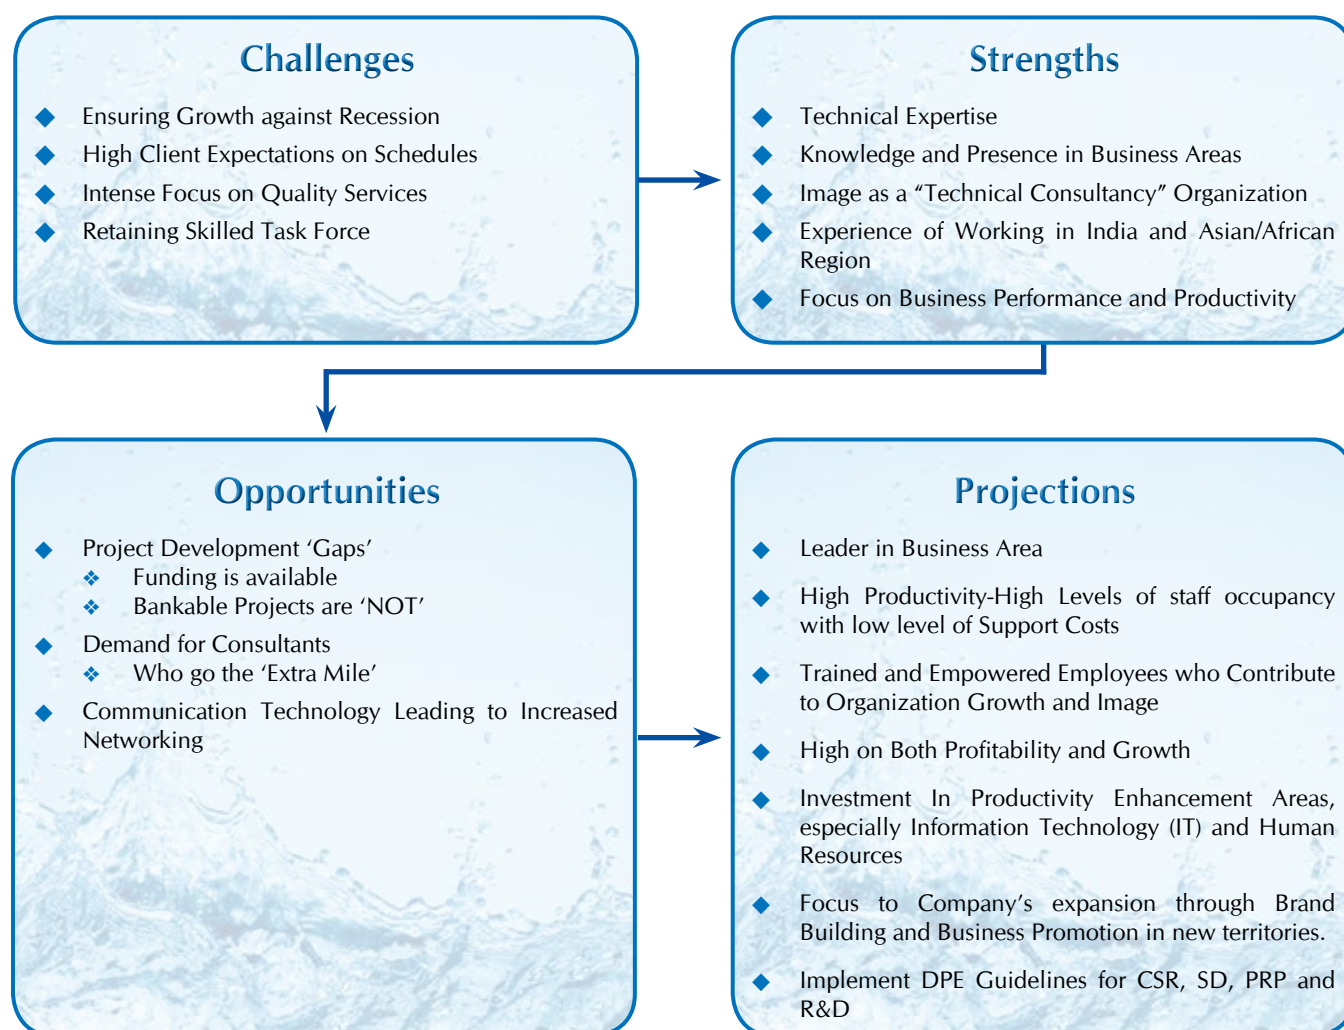 Challenges
Ensuring Growth against Recession
High Client Expectations on Schedules
Intense Focus on Quality Services
Retaining Skilled Task Force
Strengths
Technical Expertise
Knowledge and Presence in Business Areas
Image as a “Technical Consultancy” Organization
Experience of Working in India and Asian/African
Region
Focus on Business Performance and Productivity
Opportunities
Project Development ‘Gaps’
Funding is available
Bankable Projects are ‘NOT’
Demand for Consultants
Who go the ‘Extra Mile’
Communication Technology Leading to Increased
Networking
Projections
Leader in Business Area
High Productivity-High Levels of staff occupancy
with low level of Support Costs
Trained and Empowered Employees who Contribute
to Organization Growth and Image
High on Both Profitability and Growth
Investment In Productivity Enhancement Areas,
especially Information Technology (IT) and Human
Resources
Focus to Company’s expansion through Brand
Building and Business Promotion in new territories.
Implement DPE Guidelines for CSR, SD, PRP and
R&D